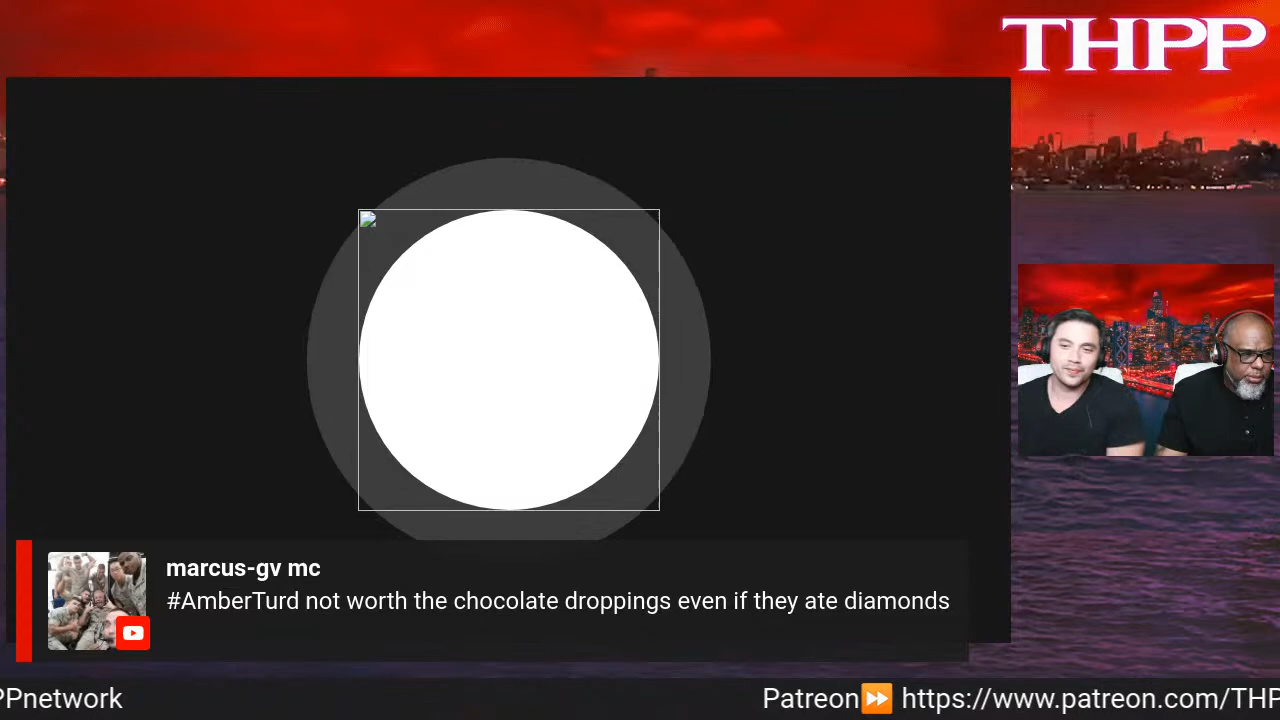 THPP
marcus-gv mc
#AmberTurd not worth the chocolate droppings even if they ate diamonds
PPnetwork
Patreon⏩ https://www.patreon.com/THP